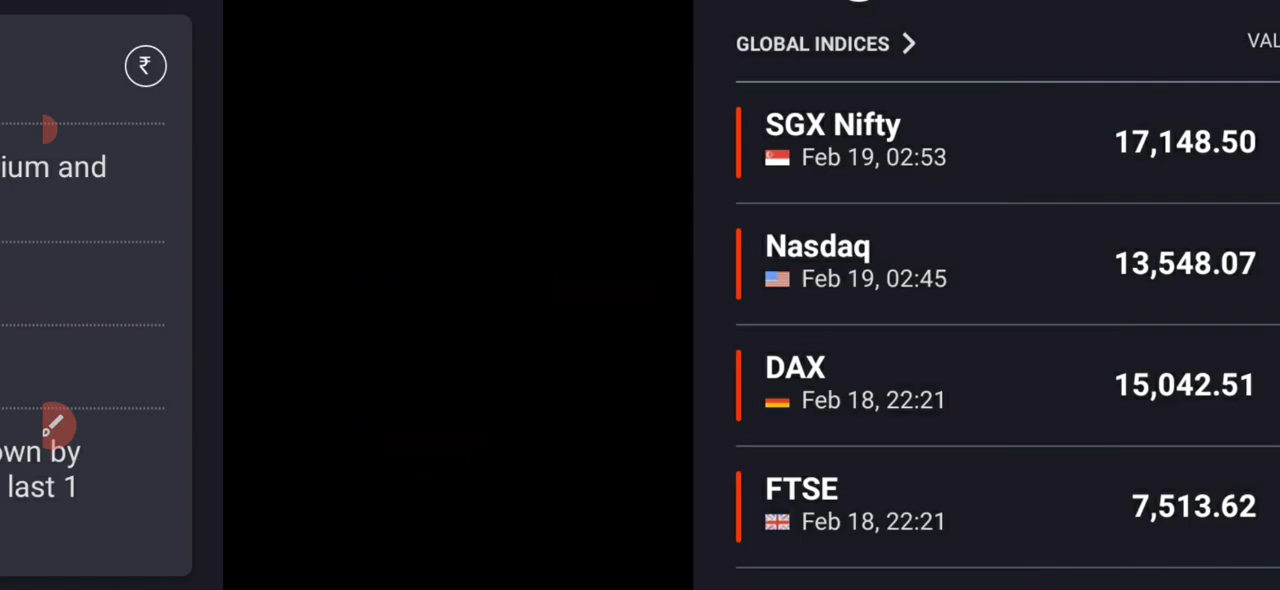 ₹
ium and
own by
last 1
GLOBAL INDICES
VAL
SGX Nifty
Feb 19, 02:53
17,148.50
Nasdaq
Feb 19, 02:45
13,548.07
DAX
Feb 18, 22:21
15,042.51
FTSE
Feb 18, 22:21
7,513.62